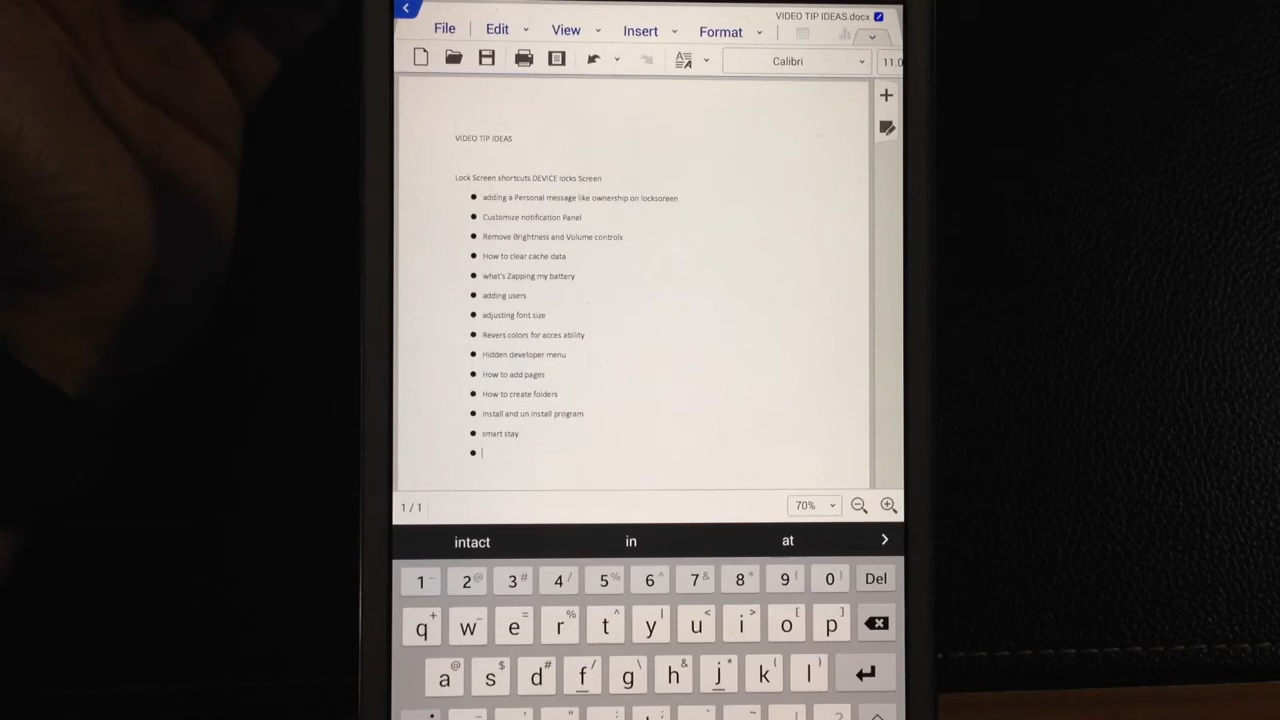 VIDEO TIP IDEAS.docx
File Edit View Insert Format
Calibri 11.0
VIDEO TIP IDEAS
Lock Screen shortcuts DEVICE locks Screen
adding a Personal message like ownership on lockscreen
Customize notification Panel
Remove Brightness and Volume controls
How to clear cache data
what's Zapping my battery
adding users
adjusting font size
Revers colors for acces ability
Hidden developer menu
How to add pages
How to create folders
install and un install program
smart stay
1 / 1 70%
intact in at
1 - 2 @ 3 # 4 / 5 % 6 ^ 7 & 8 * 9 ( 0 ) Del
q + w - e = r % t ^ y | u < i > o [ p ]
a @ s $ d # f / g \ h & j * k ( l )